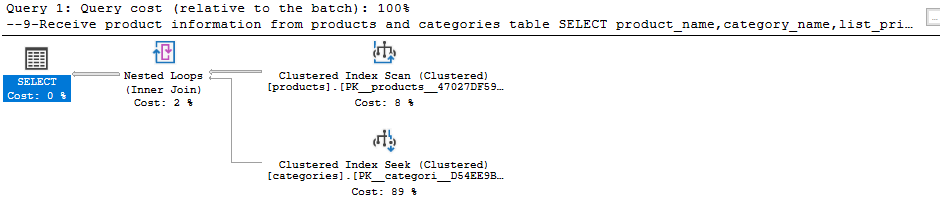 Query 1: Query cost (relative to the batch): 100%
--9-Receive product information from products and categories table SELECT product_name,category_name,list_pri…
SELECT
Cost: 0 %
Nested Loops
(Inner Join)
Cost: 2 %
Clustered Index Scan (Clustered)
[products].[PK__products__47027DF59…
Cost: 8 %
Clustered Index Seek (Clustered)
[categories].[PK__categori__D54EE9B…
Cost: 89 %
...